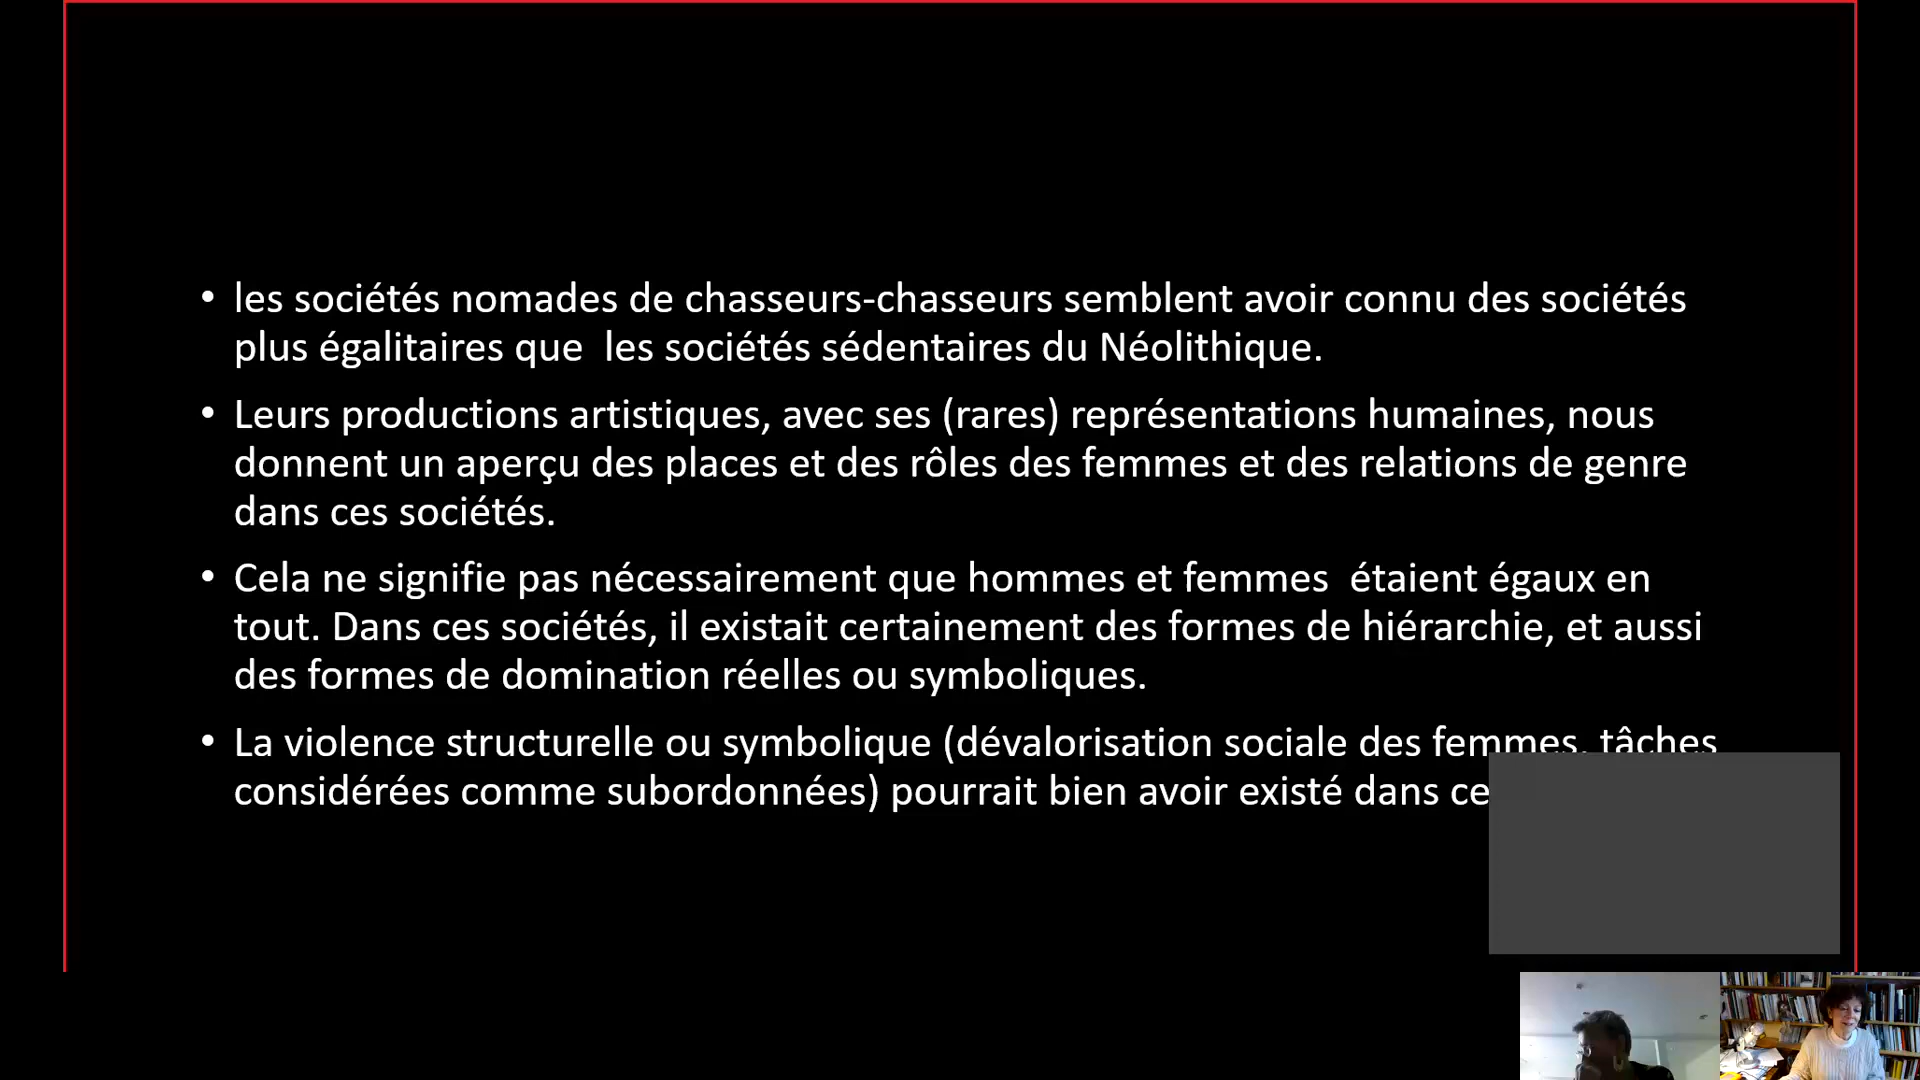 • les sociétés nomades de chasseurs-chasseurs semblent avoir connu des sociétés
plus égalitaires que  les sociétés sédentaires du Néolithique.
• Leurs productions artistiques, avec ses (rares) représentations humaines, nous
donnent un aperçu des places et des rôles des femmes et des relations de genre
dans ces sociétés.
• Cela ne signifie pas nécessairement que hommes et femmes  étaient égaux en
tout. Dans ces sociétés, il existait certainement des formes de hiérarchie, et aussi
des formes de domination réelles ou symboliques.
• La violence structurelle ou symbolique (dévalorisation sociale des femmes, tâches
considérées comme subordonnées) pourrait bien avoir existé dans